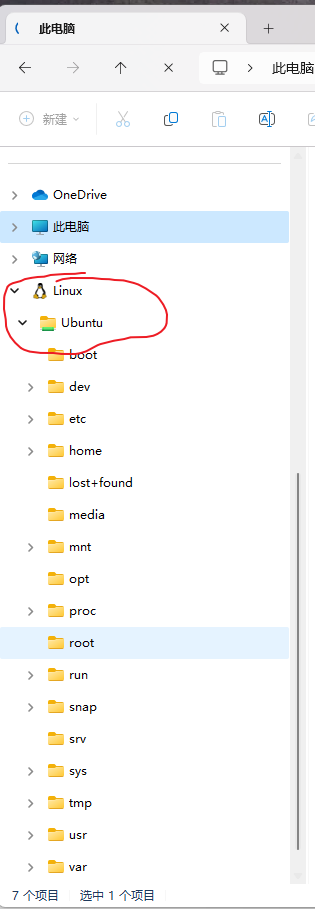 此电脑
此电脑
新建
OneDrive
此电脑
网络
Linux
Ubuntu
boot
dev
etc
home
lost+found
media
mnt
opt
proc
root
run
snap
srv
sys
tmp
usr
var
7 个项目 选中 1 个项目